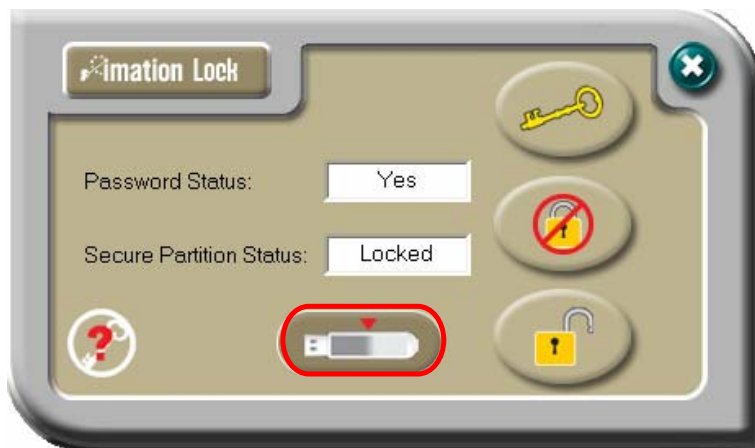 imation Lock
Password Status: Yes
Secure Partition Status: Locked
?